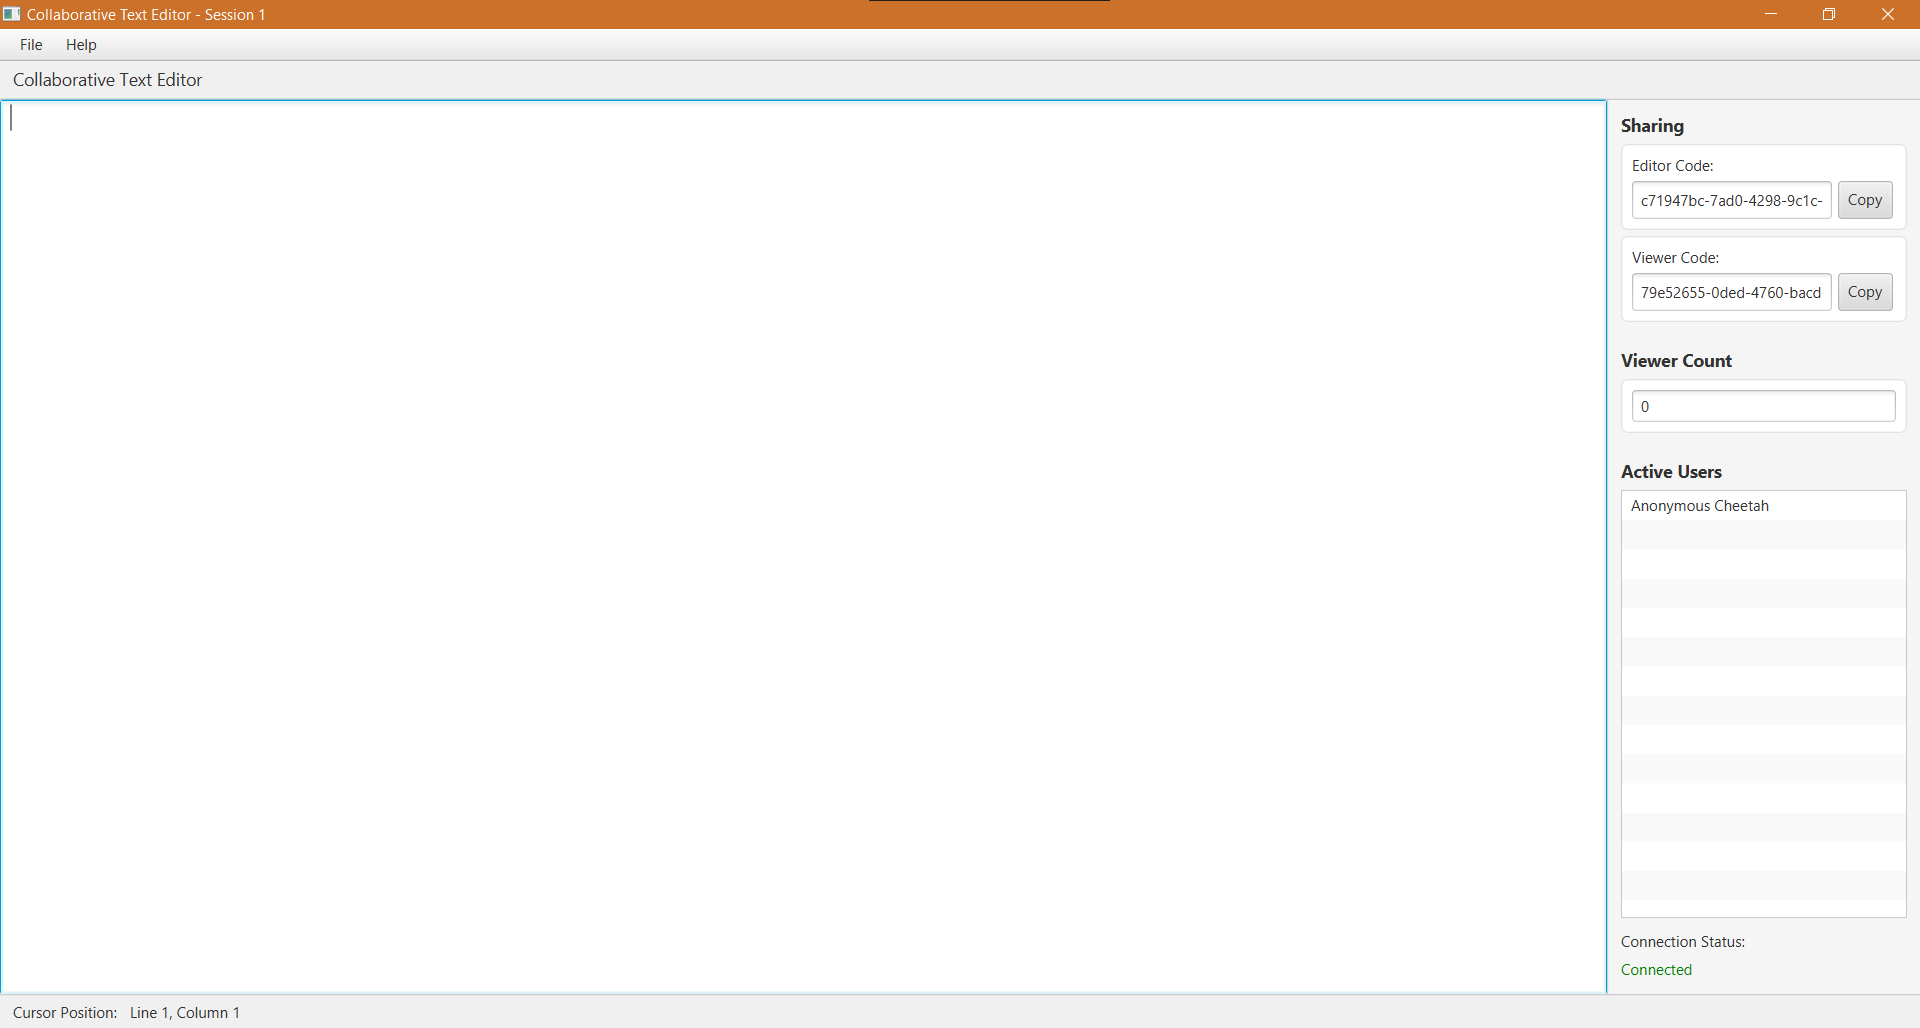 Collaborative Text Editor - Session 1
File Help
Collaborative Text Editor
Sharing
Editor Code:
c71947bc-7ad0-4298-9c1c- Copy
Viewer Code:
79e52655-0ded-4760-bacd Copy
Viewer Count
0
Active Users
Anonymous Cheetah
Connection Status:
Connected
Cursor Position: Line 1, Column 1